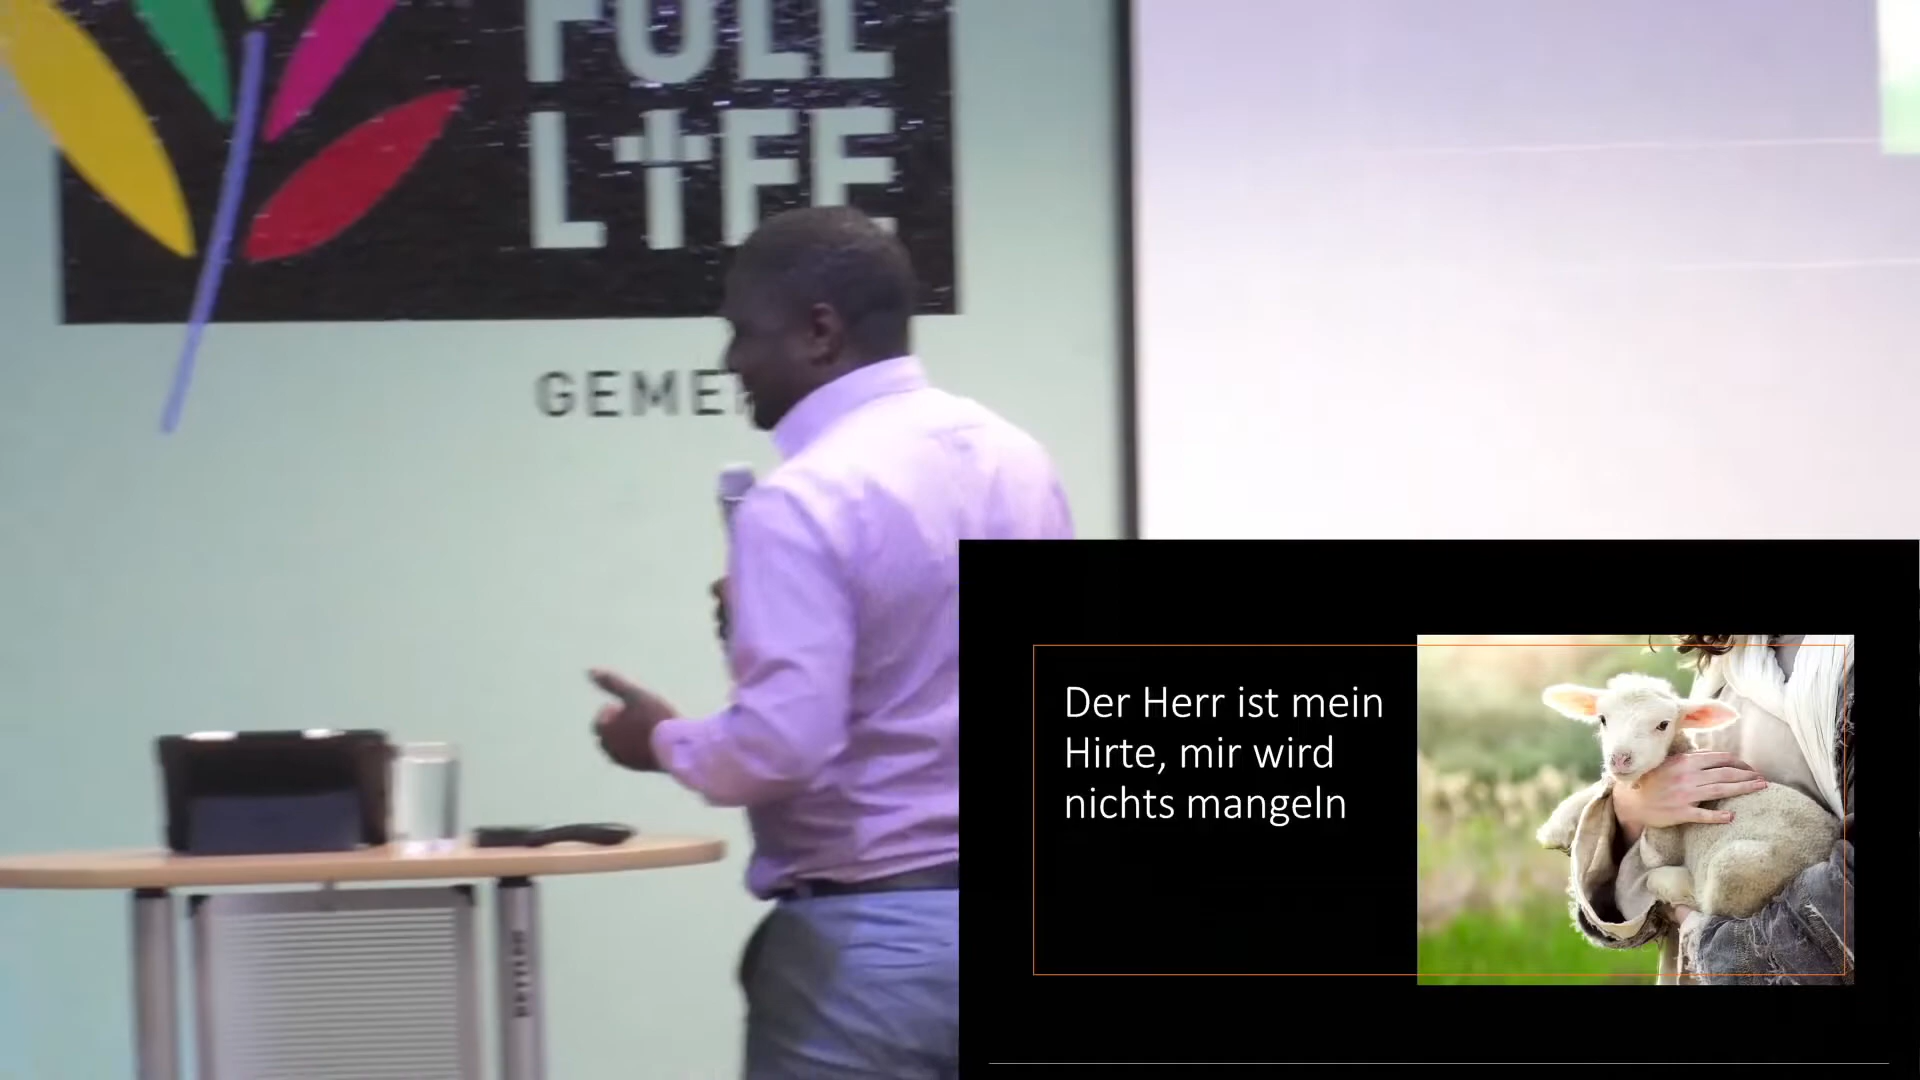 FULL
LIFE
GEME
Der Herr ist mein
Hirte, mir wird
nichts mangeln